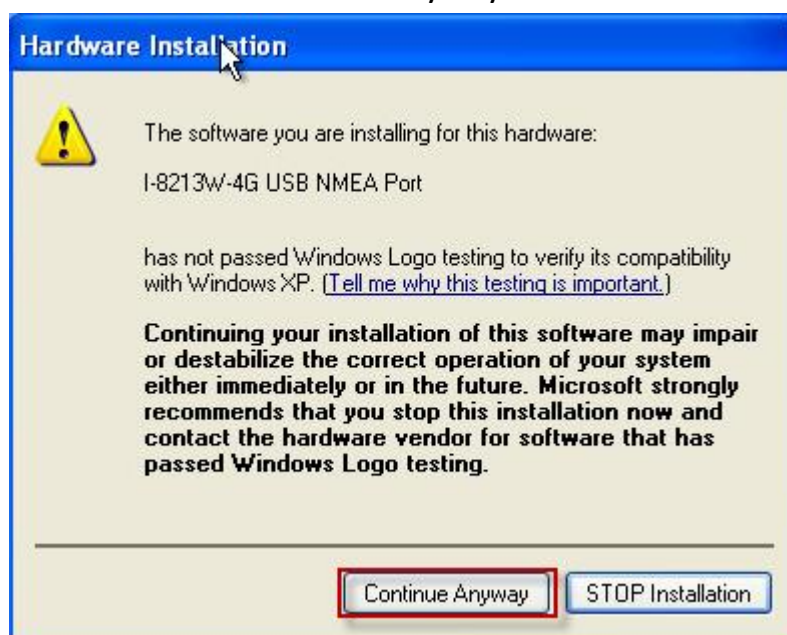 Hardware Installation
The software you are installing for this hardware:
I-8213W-4G USB NMEA Port
has not passed Windows Logo testing to verify its compatibility
with Windows XP. (Tell me why this testing is important.)
Continuing your installation of this software may impair
or destabilize the correct operation of your system
either immediately or in the future. Microsoft strongly
recommends that you stop this installation now and
contact the hardware vendor for software that has
passed Windows Logo testing.
Continue Anyway
STOP Installation